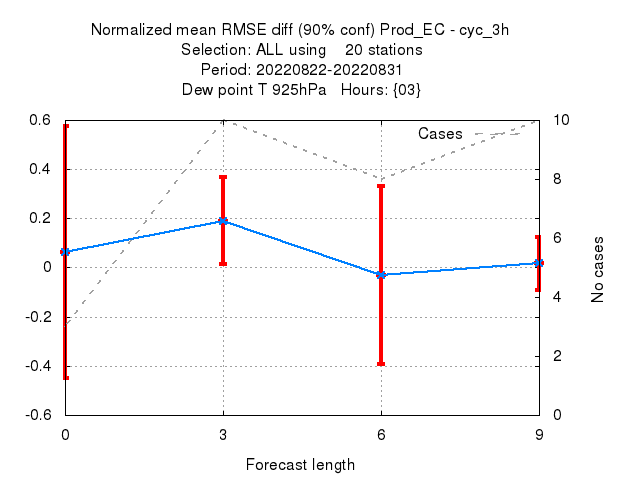 Normalized mean RMSE diff (90% conf) Prod_EC - cyc_3h
Selection: ALL using 20 stations
Period: 20220822-20220831
Dew point T 925hPa Hours: {03}
Cases
0.6
0.4
0.2
0
-0.2
-0.4
-0.6
10
8
6
4
2
0
No cases
0 3 6 9
Forecast length